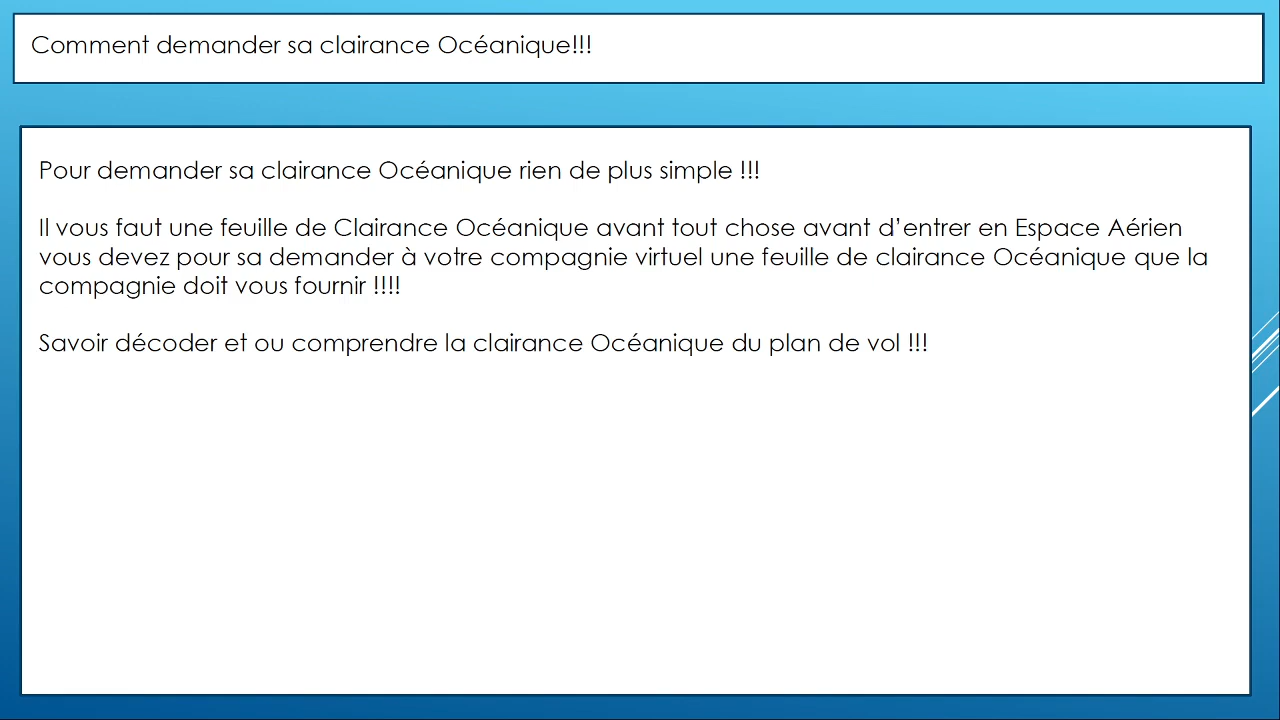 Comment demander sa clairance Océanique!!!
Pour demander sa clairance Océanique rien de plus simple !!!
Il vous faut une feuille de Clairance Océanique avant tout chose avant d’entrer en Espace Aérien
vous devez pour sa demander à votre compagnie virtuel une feuille de clairance Océanique que la
compagnie doit vous fournir !!!!
Savoir décoder et ou comprendre la clairance Océanique du plan de vol !!!